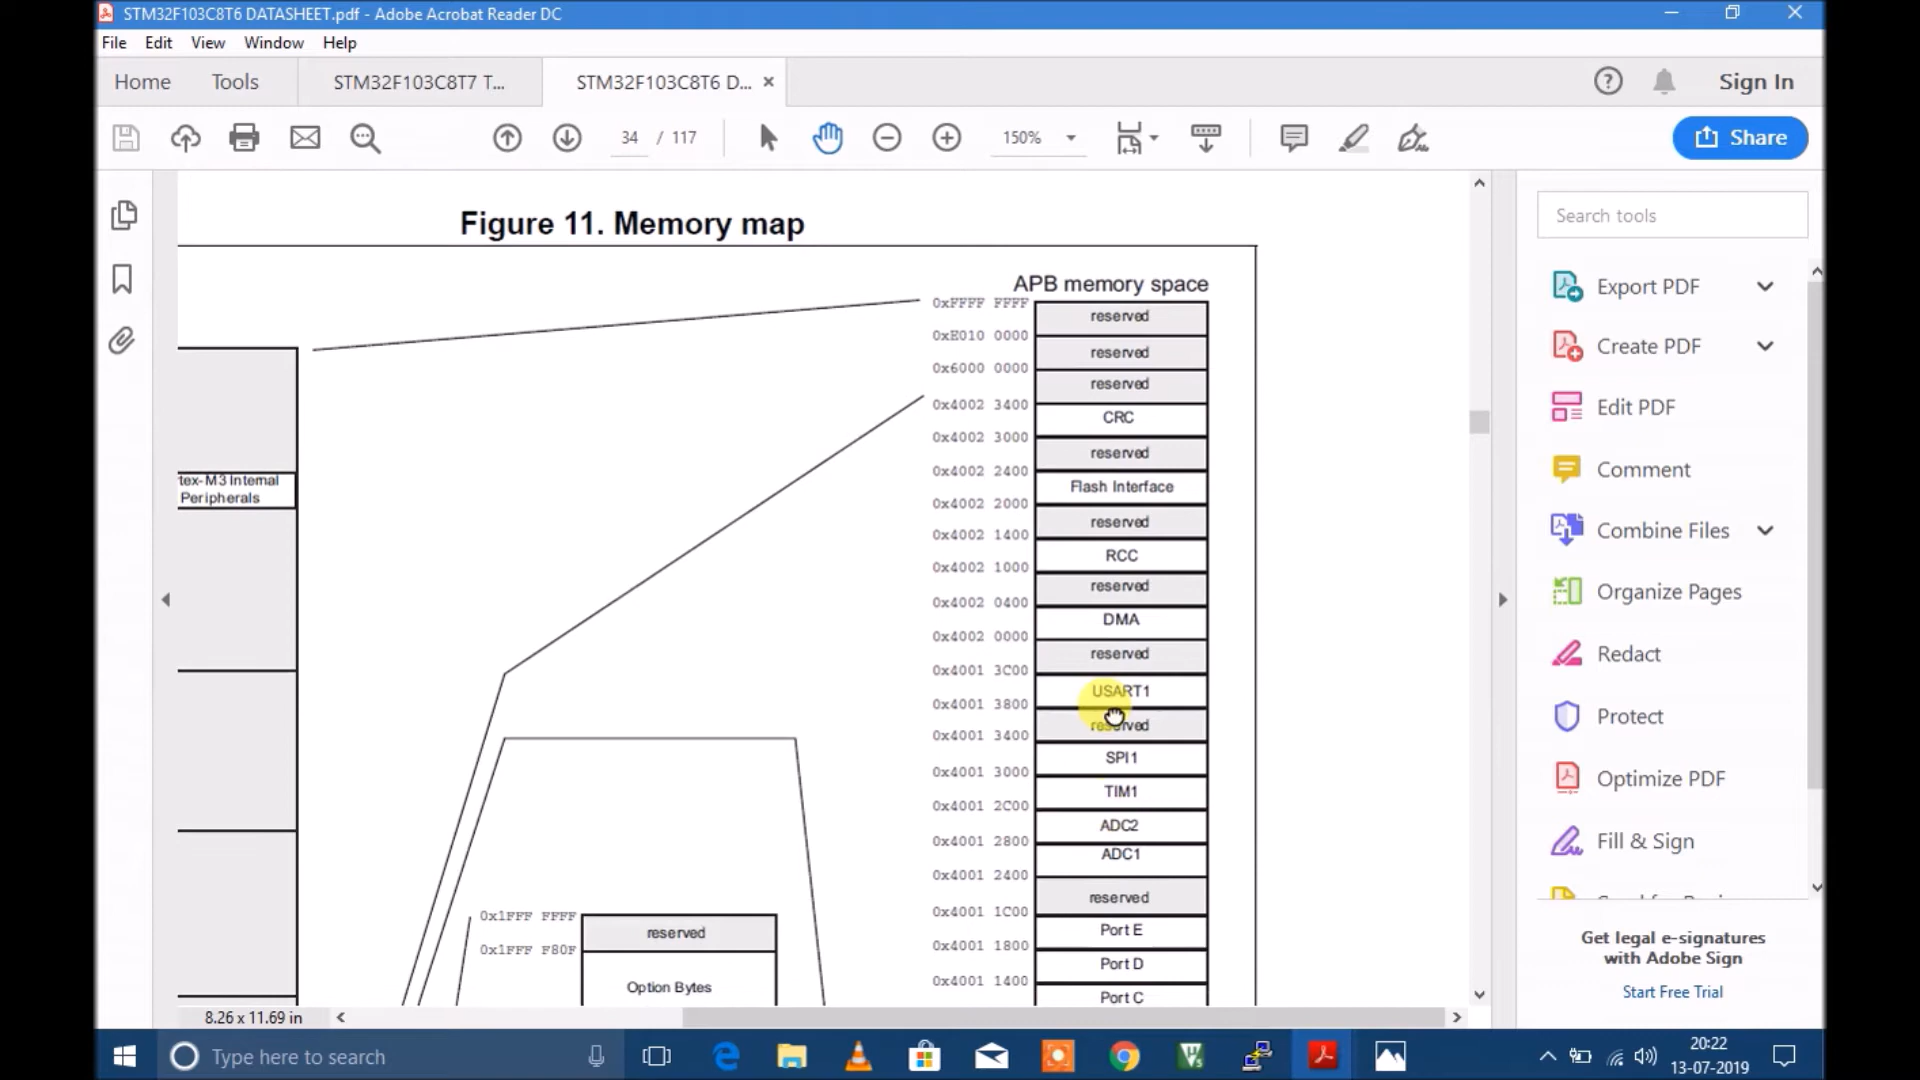 STM32F103C8T6 DATASHEET.pdf - Adobe Acrobat Reader DC
File Edit View Window Help
Home Tools STM32F103C8T7 T... STM32F103C8T6 D... Sign In
34 / 117 150% Share
Figure 11. Memory map
APB memory space
0xFFFF FFFF
reserved
0xE010 0000
reserved
0x6000 0000
reserved
0x4002 3400
CRC
0x4002 3000
reserved
0x4002 2400
Flash Interface
0x4002 2000
reserved
0x4002 1400
RCC
0x4002 1000
reserved
0x4002 0400
DMA
0x4002 0000
reserved
0x4001 3C00
USART1
0x4001 3800
reserved
0x4001 3400
SPI1
0x4001 3000
TIM1
0x4001 2C00
ADC2
0x4001 2800
ADC1
0x4001 2400
reserved
0x4001 1C00
Port E
0x4001 1800
Port D
0x4001 1400
Port C
tex-M3 Internal
Peripherals
0x1FFF FFFF
reserved
0x1FFF F80F
Option Bytes
8.26 x 11.69 in
Search tools
Export PDF
Create PDF
Edit PDF
Comment
Combine Files
Organize Pages
Redact
Protect
Optimize PDF
Fill & Sign
Get legal e-signatures
with Adobe Sign
Start Free Trial
Type here to search
20:22
13-07-2019